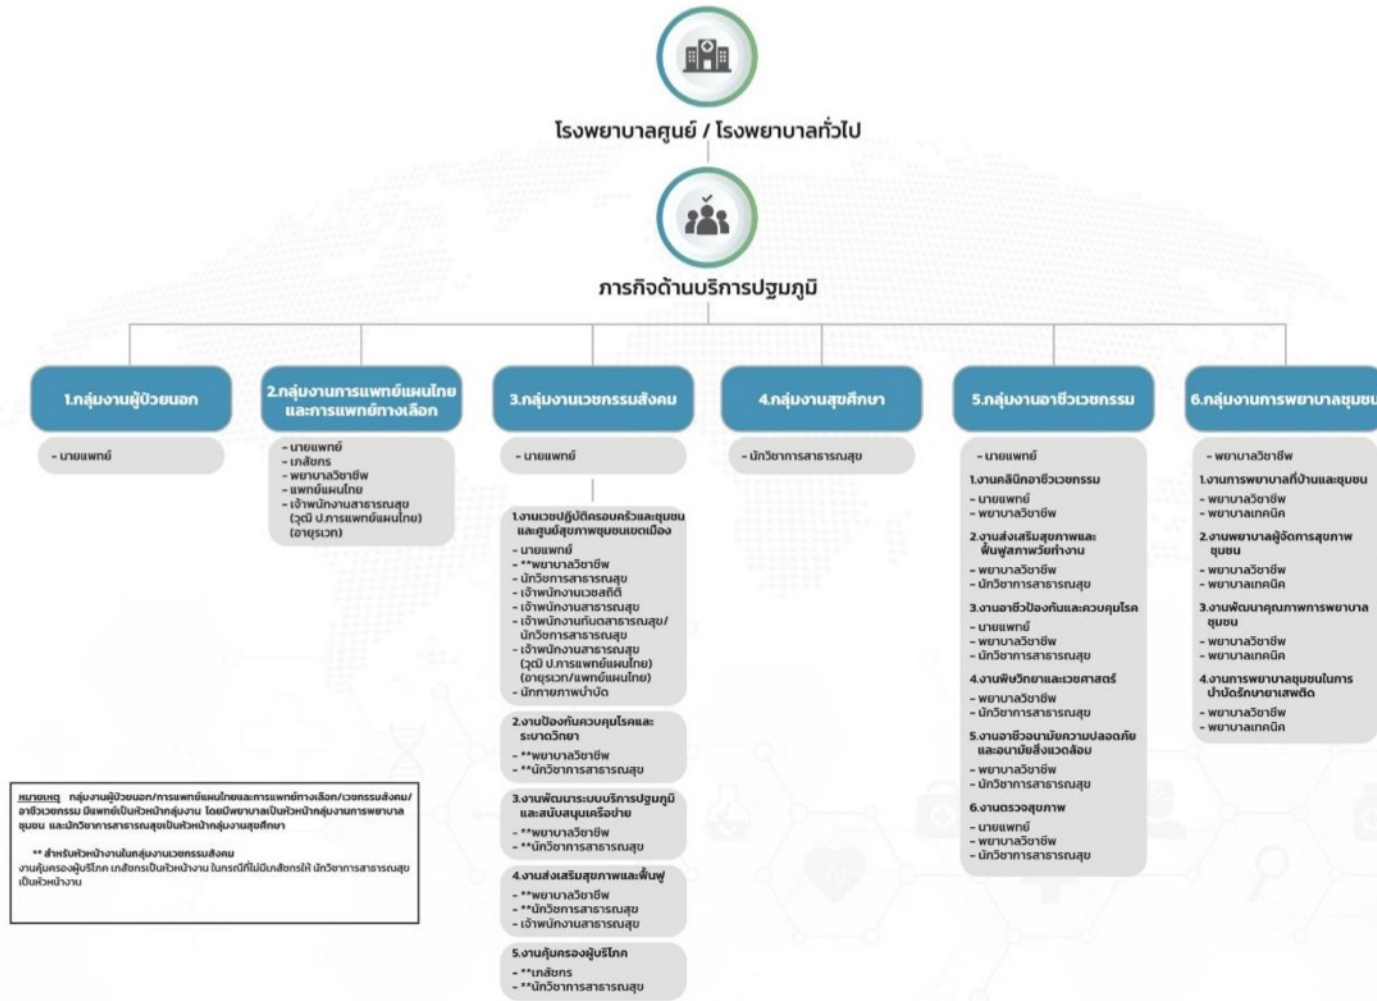 โรงพยาบาลศูนย์ / โรงพยาบาลทั่วไป
ภารกิจด้านบริการปฐมภูมิ
1.กลุ่มงานผู้ป่วยนอก
- นายแพทย์
2.กลุ่มงานการแพทย์แผนไทย
และการแพทย์ทางเลือก
- นายแพทย์
- เภสัชกร
- พยาบาลวิชาชีพ
- แพทย์แผนไทย
- เจ้าพนักงานสาธารณสุข
(วุฒิ ป.การแพทย์แผนไทย)
(อายุรเวท)
3.กลุ่มงานเวชกรรมสังคม
- นายแพทย์
1.งานเวชปฏิบัติครอบครัวและชุมชน
และศูนย์สุขภาพชุมชนเขตเมือง
- นายแพทย์
- **พยาบาลวิชาชีพ
- นักวิชการสาธารณสุข
- เจ้าพนักงานเวชสถิติ
- เจ้าพนักงานสาธารณสุข
- เจ้าพนักงานทันตสาธารณสุข/
นักวิชการสาธารณสุข
- เจ้าพนักงานสาธารณสุข
(วุฒิ ป.การแพทย์แผนไทย)
(อายุรเวท/แพทย์แผนไทย)
- นักกายภาพบำบัด
2.งานป้องกันควบคุมโรคและ
ระบาดวิทยา
- **พยาบาลวิชาชีพ
- **นักวิชาการสาธารณสุข
3.งานพัฒนาระบบบริการปฐมภูมิ
และสนับสนุนเครือข่าย
- **พยาบาลวิชาชีพ
- **นักวิชาการสาธารณสุข
4.งานส่งเสริมสุขภาพและฟื้นฟู
- **พยาบาลวิชาชีพ
- **นักวิชการสาธารณสุข
- เจ้าพนักงานสาธารณสุข
5.งานคุ้มครองผู้บริโภค
- **เภสัชกร
- **นักวิชาการสาธารณสุข
4.กลุ่มงานสุขศึกษา
- นักวิชาการสาธารณสุข
5.กลุ่มงานอาชีวเวชกรรม
- นายแพทย์
1.งานคลินิกอาชีวเวชกรรม
- นายแพทย์
- พยาบาลวิชาชีพ
2.งานส่งเสริมสุขภาพและ
ฟื้นฟูสภาพวัยทำงาน
- พยาบาลวิชาชีพ
- นักวิชาการสาธารณสุข
3.งานอาชีวป้องกันและควบคุมโรค
- นายแพทย์
- พยาบาลวิชาชีพ
- นักวิชาการสาธารณสุข
4.งานพิษวิทยาและเวชศาสตร์
- พยาบาลวิชาชีพ
- นักวิชาการสาธารณสุข
5.งานอาชีวอนามัยความปลอดภัย
และอนามัยสิ่งแวดล้อม
- พยาบาลวิชาชีพ
- นักวิชาการสาธารณสุข
6.งานตรวจสุขภาพ
- นายแพทย์
- พยาบาลวิชาชีพ
- นักวิชาการสาธารณสุข
6.กลุ่มงานการพยาบาลชุมชน
- พยาบาลวิชาชีพ
1.งานการพยาบาลที่บ้านและชุมชน
- พยาบาลวิชาชีพ
- พยาบาลเทคนิค
2.งานพยาบาลผู้จัดการสุขภาพ
ชุมชน
- พยาบาลวิชาชีพ
- พยาบาลเทคนิค
3.งานพัฒนาคุณภาพการพยาบาล
ชุมชน
- พยาบาลวิชาชีพ
- พยาบาลเทคนิค
4.งานการพยาบาลชุมชนในการ
บำบัดรักษายาเสพติด
- พยาบาลวิชาชีพ
- พยาบาลเทคนิค
หมายเหตุ กลุ่มงานผู้ป่วยนอก/การแพทย์แผนไทยและการแพทย์ทางเลือก/เวชกรรมสังคม/
อาชีวเวชกรรม มีแพทย์เป็นหัวหน้ากลุ่มงาน โดยมีพยาบาลเป็นหัวหน้ากลุ่มงานการพยาบาล
ชุมชน และนักวิชาการสาธารณสุขเป็นหัวหน้ากลุ่มงานสุขศึกษา
** สำหรับหัวหน้างานในกลุ่มงานเวชกรรมสังคม
งานคุ้มครองผู้บริโภค เภสัชกรเป็นหัวหน้างาน ในกรณีที่ไม่มีเภสัชกรให้ นักวิชาการสาธารณสุข
เป็นหัวหน้างาน